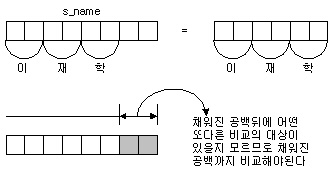 s_name
=
이 재 학 이 재 학
채워진 공백뒤에 어떤
또다른 비교의 대상이
있을지 모르므로 채워진
공백까지 비교해야된다